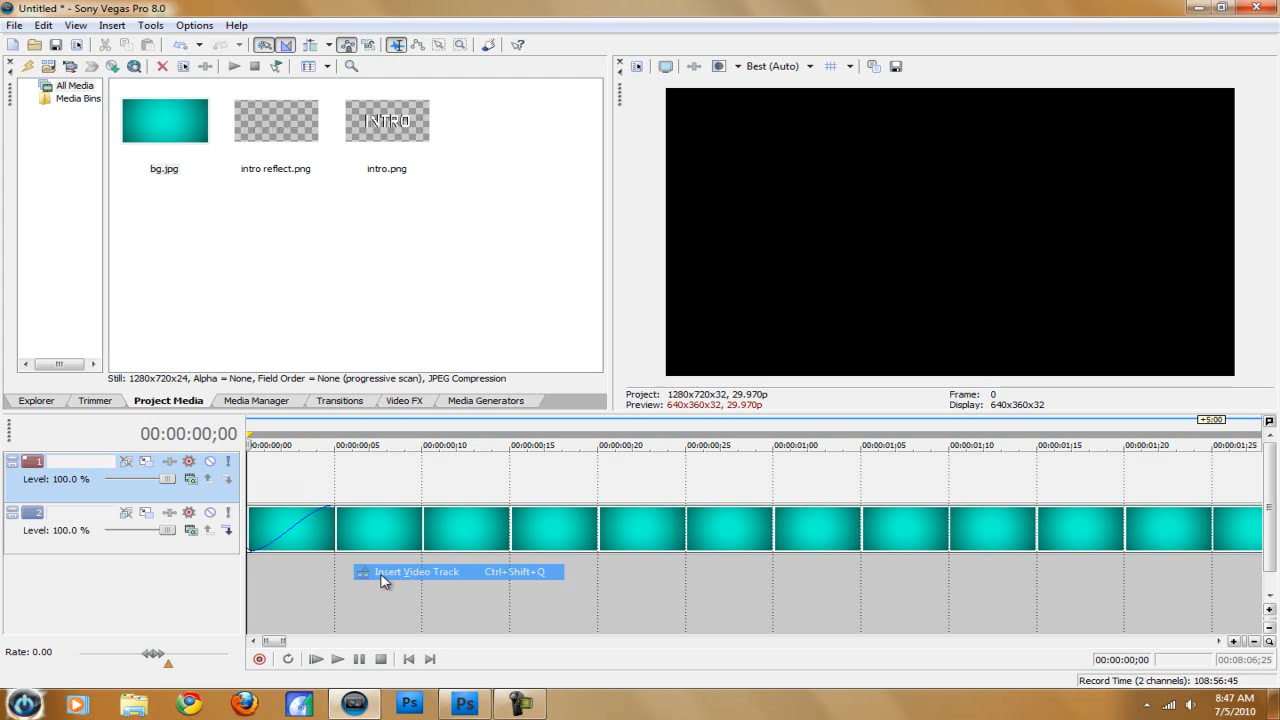 Untitled * - Sony Vegas Pro 8.0
File Edit View Insert Tools Options Help
Best (Auto)
All Media
Media Bins
INTRO
bg.jpg intro reflect.png intro.png
Still: 1280x720x24, Alpha = None, Field Order = None (progressive scan), JPEG Compression
Explorer Trimmer Project Media Media Manager Transitions Video FX Media Generators
Project: 1280x720x32, 29.970p
Preview: 640x360x32, 29.970p
Frame: 0
Display: 640x360x32
+5:00
00:00:00;00
00:00:00;00 00:00:00;05 00:00:00;10 00:00:00;15 00:00:00;20 00:00:00;25 00:00:01;00 00:00:01;05 00:00:01;10 00:00:01;15 00:00:01;20 00:00:01;25
1
Level: 100.0 %
2
Level: 100.0 %
Insert Video Track Ctrl+Shift+Q
Rate: 0.00
00:00:00;00 00:08:06;25
Record Time (2 channels): 108:56:45
Ps Ps
8:47 AM
7/5/2010